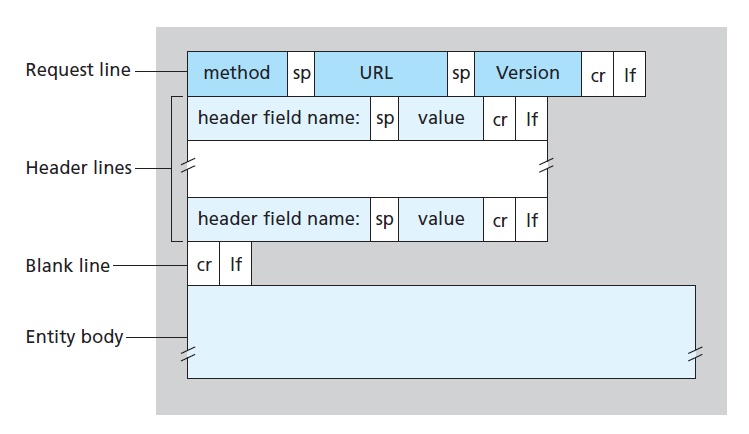 Request line method sp URL sp Version cr lf
header field name: sp value cr lf
Header lines
header field name: sp value cr lf
Blank line cr lf
Entity body